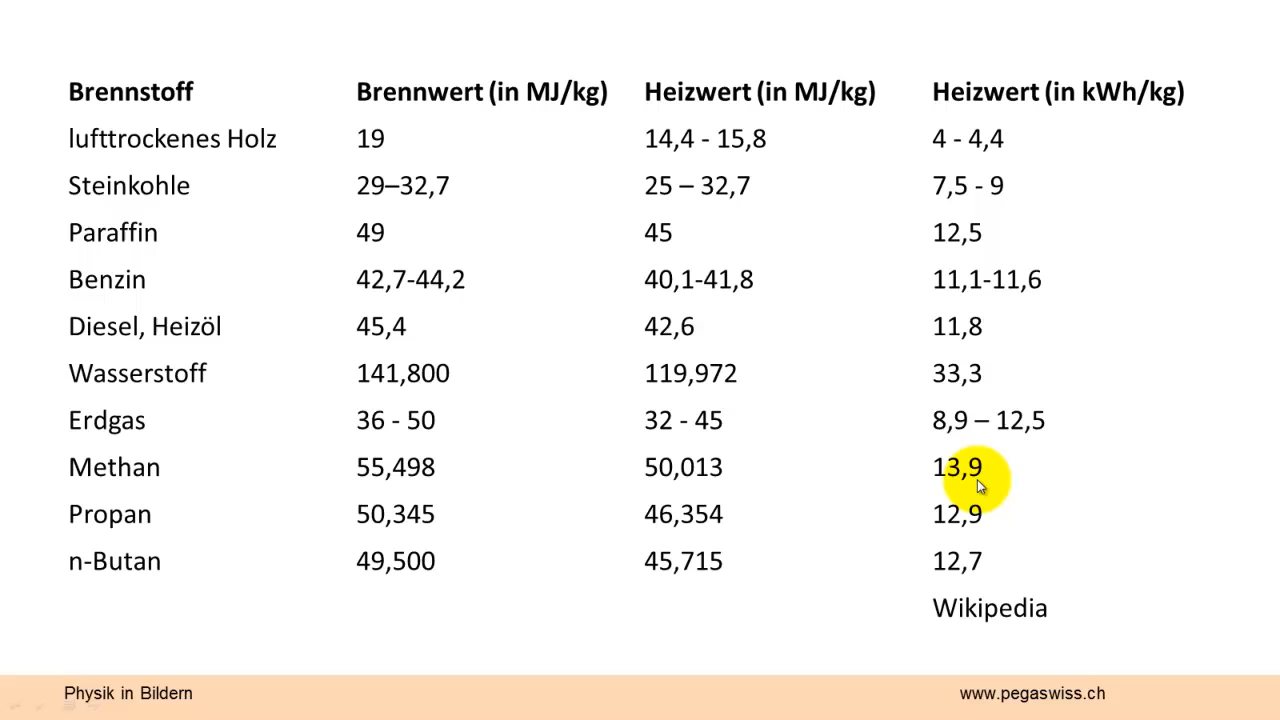 Brennstoff Brennwert (in MJ/kg) Heizwert (in MJ/kg) Heizwert (in kWh/kg)
lufttrockenes Holz 19 14,4 - 15,8 4 - 4,4
Steinkohle 29–32,7 25 – 32,7 7,5 - 9
Paraffin 49 45 12,5
Benzin 42,7-44,2 40,1-41,8 11,1-11,6
Diesel, Heizöl 45,4 42,6 11,8
Wasserstoff 141,800 119,972 33,3
Erdgas 36 - 50 32 - 45 8,9 – 12,5
Methan 55,498 50,013 13,9
Propan 50,345 46,354 12,9
n-Butan 49,500 45,715 12,7
Wikipedia
Physik in Bildern www.pegaswiss.ch